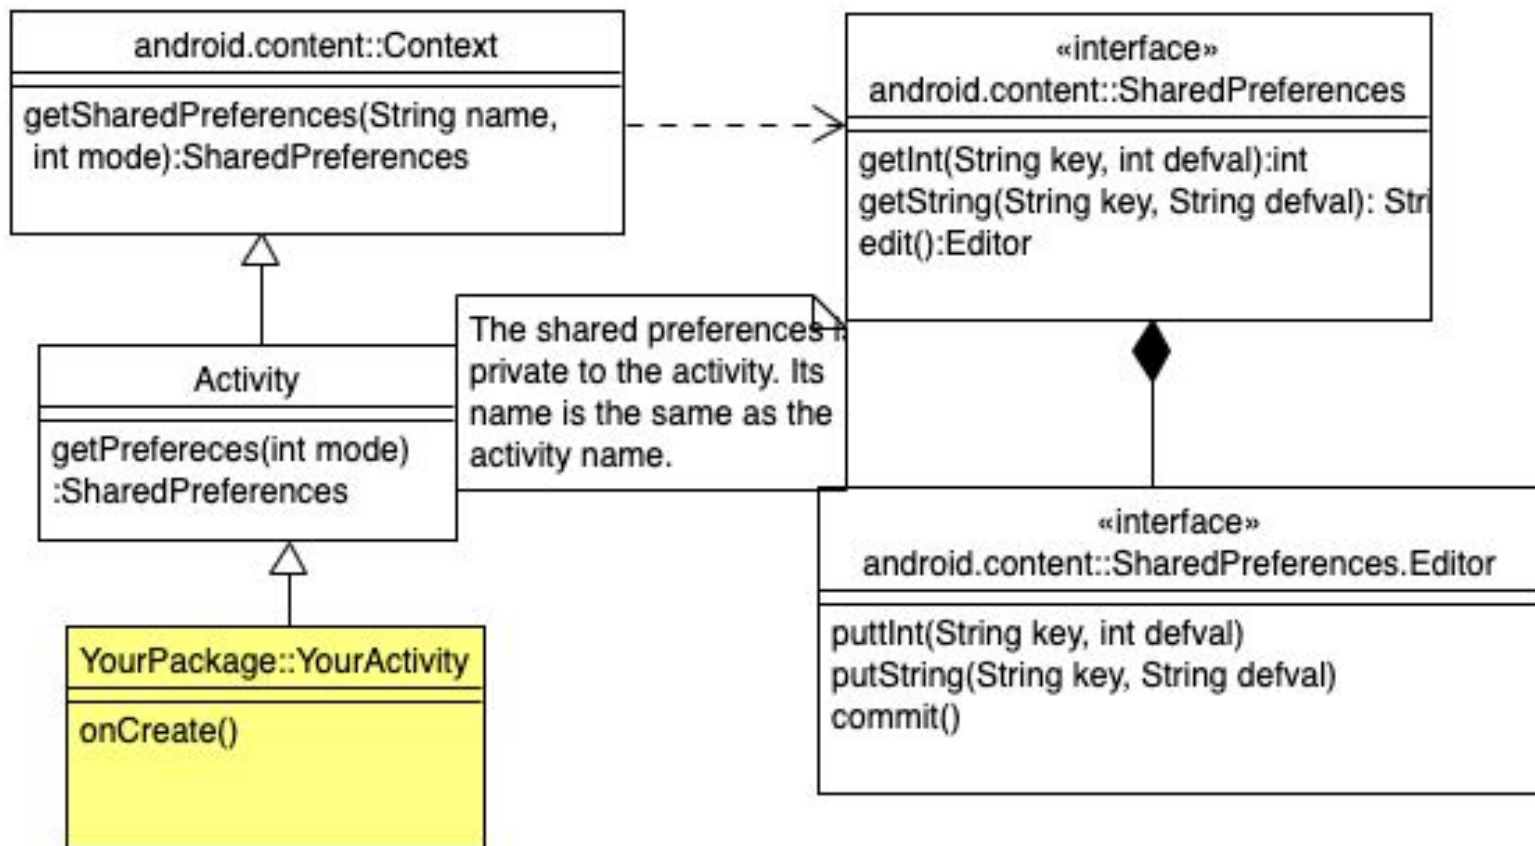 android.content::Context
getSharedPreferences(String name,
int mode):SharedPreferences
«interface»
android.content::SharedPreferences
getInt(String key, int defval):int
getString(String key, String defval): Stri
edit():Editor
Activity
getPrefereces(int mode)
:SharedPreferences
The shared preferences
private to the activity. Its
name is the same as the
activity name.
«interface»
android.content::SharedPreferences.Editor
puttInt(String key, int defval)
putString(String key, String defval)
commit()
YourPackage::YourActivity
onCreate()